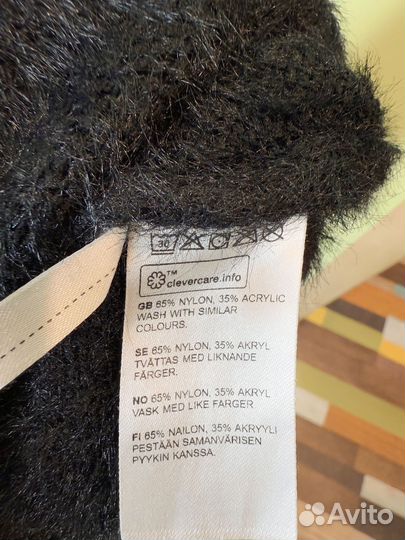 30
TM
clevercare.info
GB 65% NYLON, 35% ACRYLIC
WASH WITH SIMILAR
COLOURS.
SE 65% NYLON, 35% AKRYL
TVÄTTAS MED LIKNANDE
FÄRGER.
NO 65% NYLON, 35% AKRYL
VASK MED LIKE FARGER
FI 65% NAILON, 35% AKRYYLI
PESTÄÄN SAMANVÄRISEN
PYYKIN KANSSA.
Avito